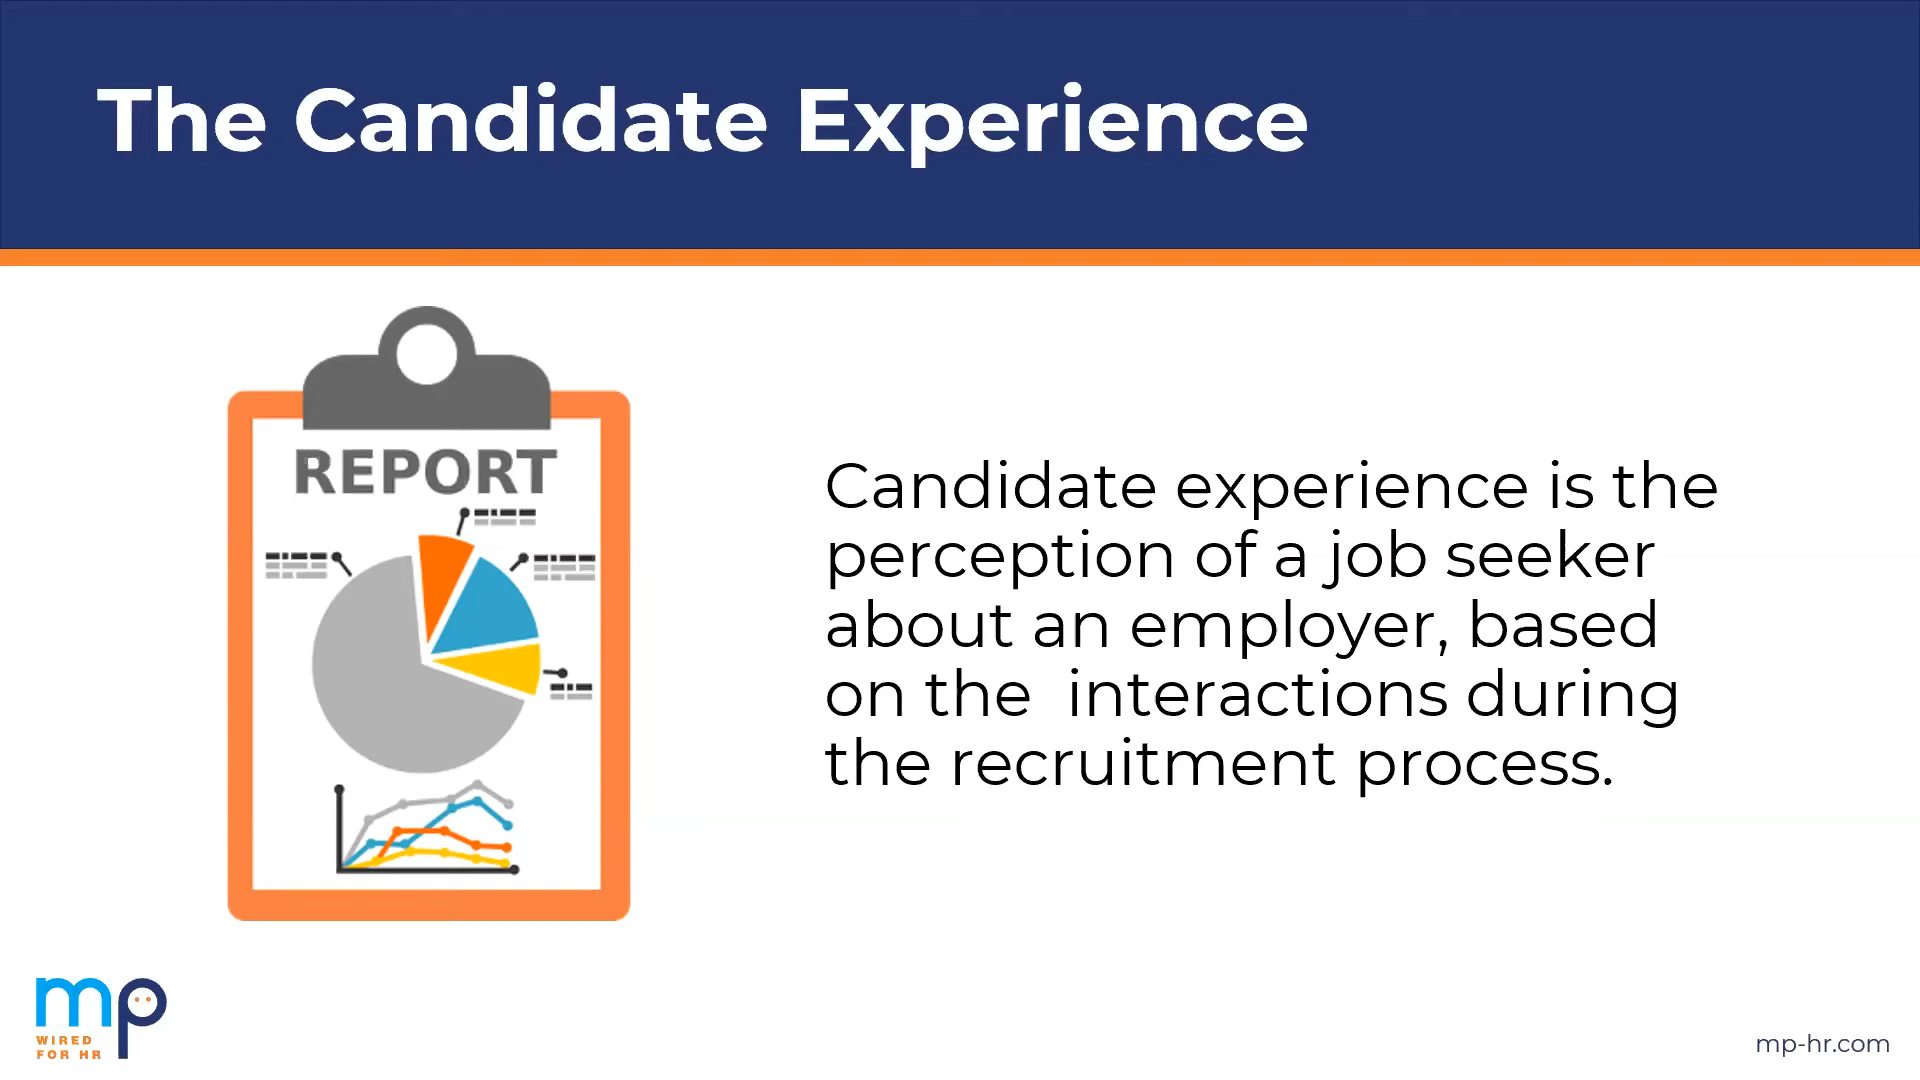 The Candidate Experience
REPORT
Candidate experience is the
perception of a job seeker
about an employer, based
on the  interactions during
the recruitment process.
mp
WIRED
FOR HR
mp-hr.com